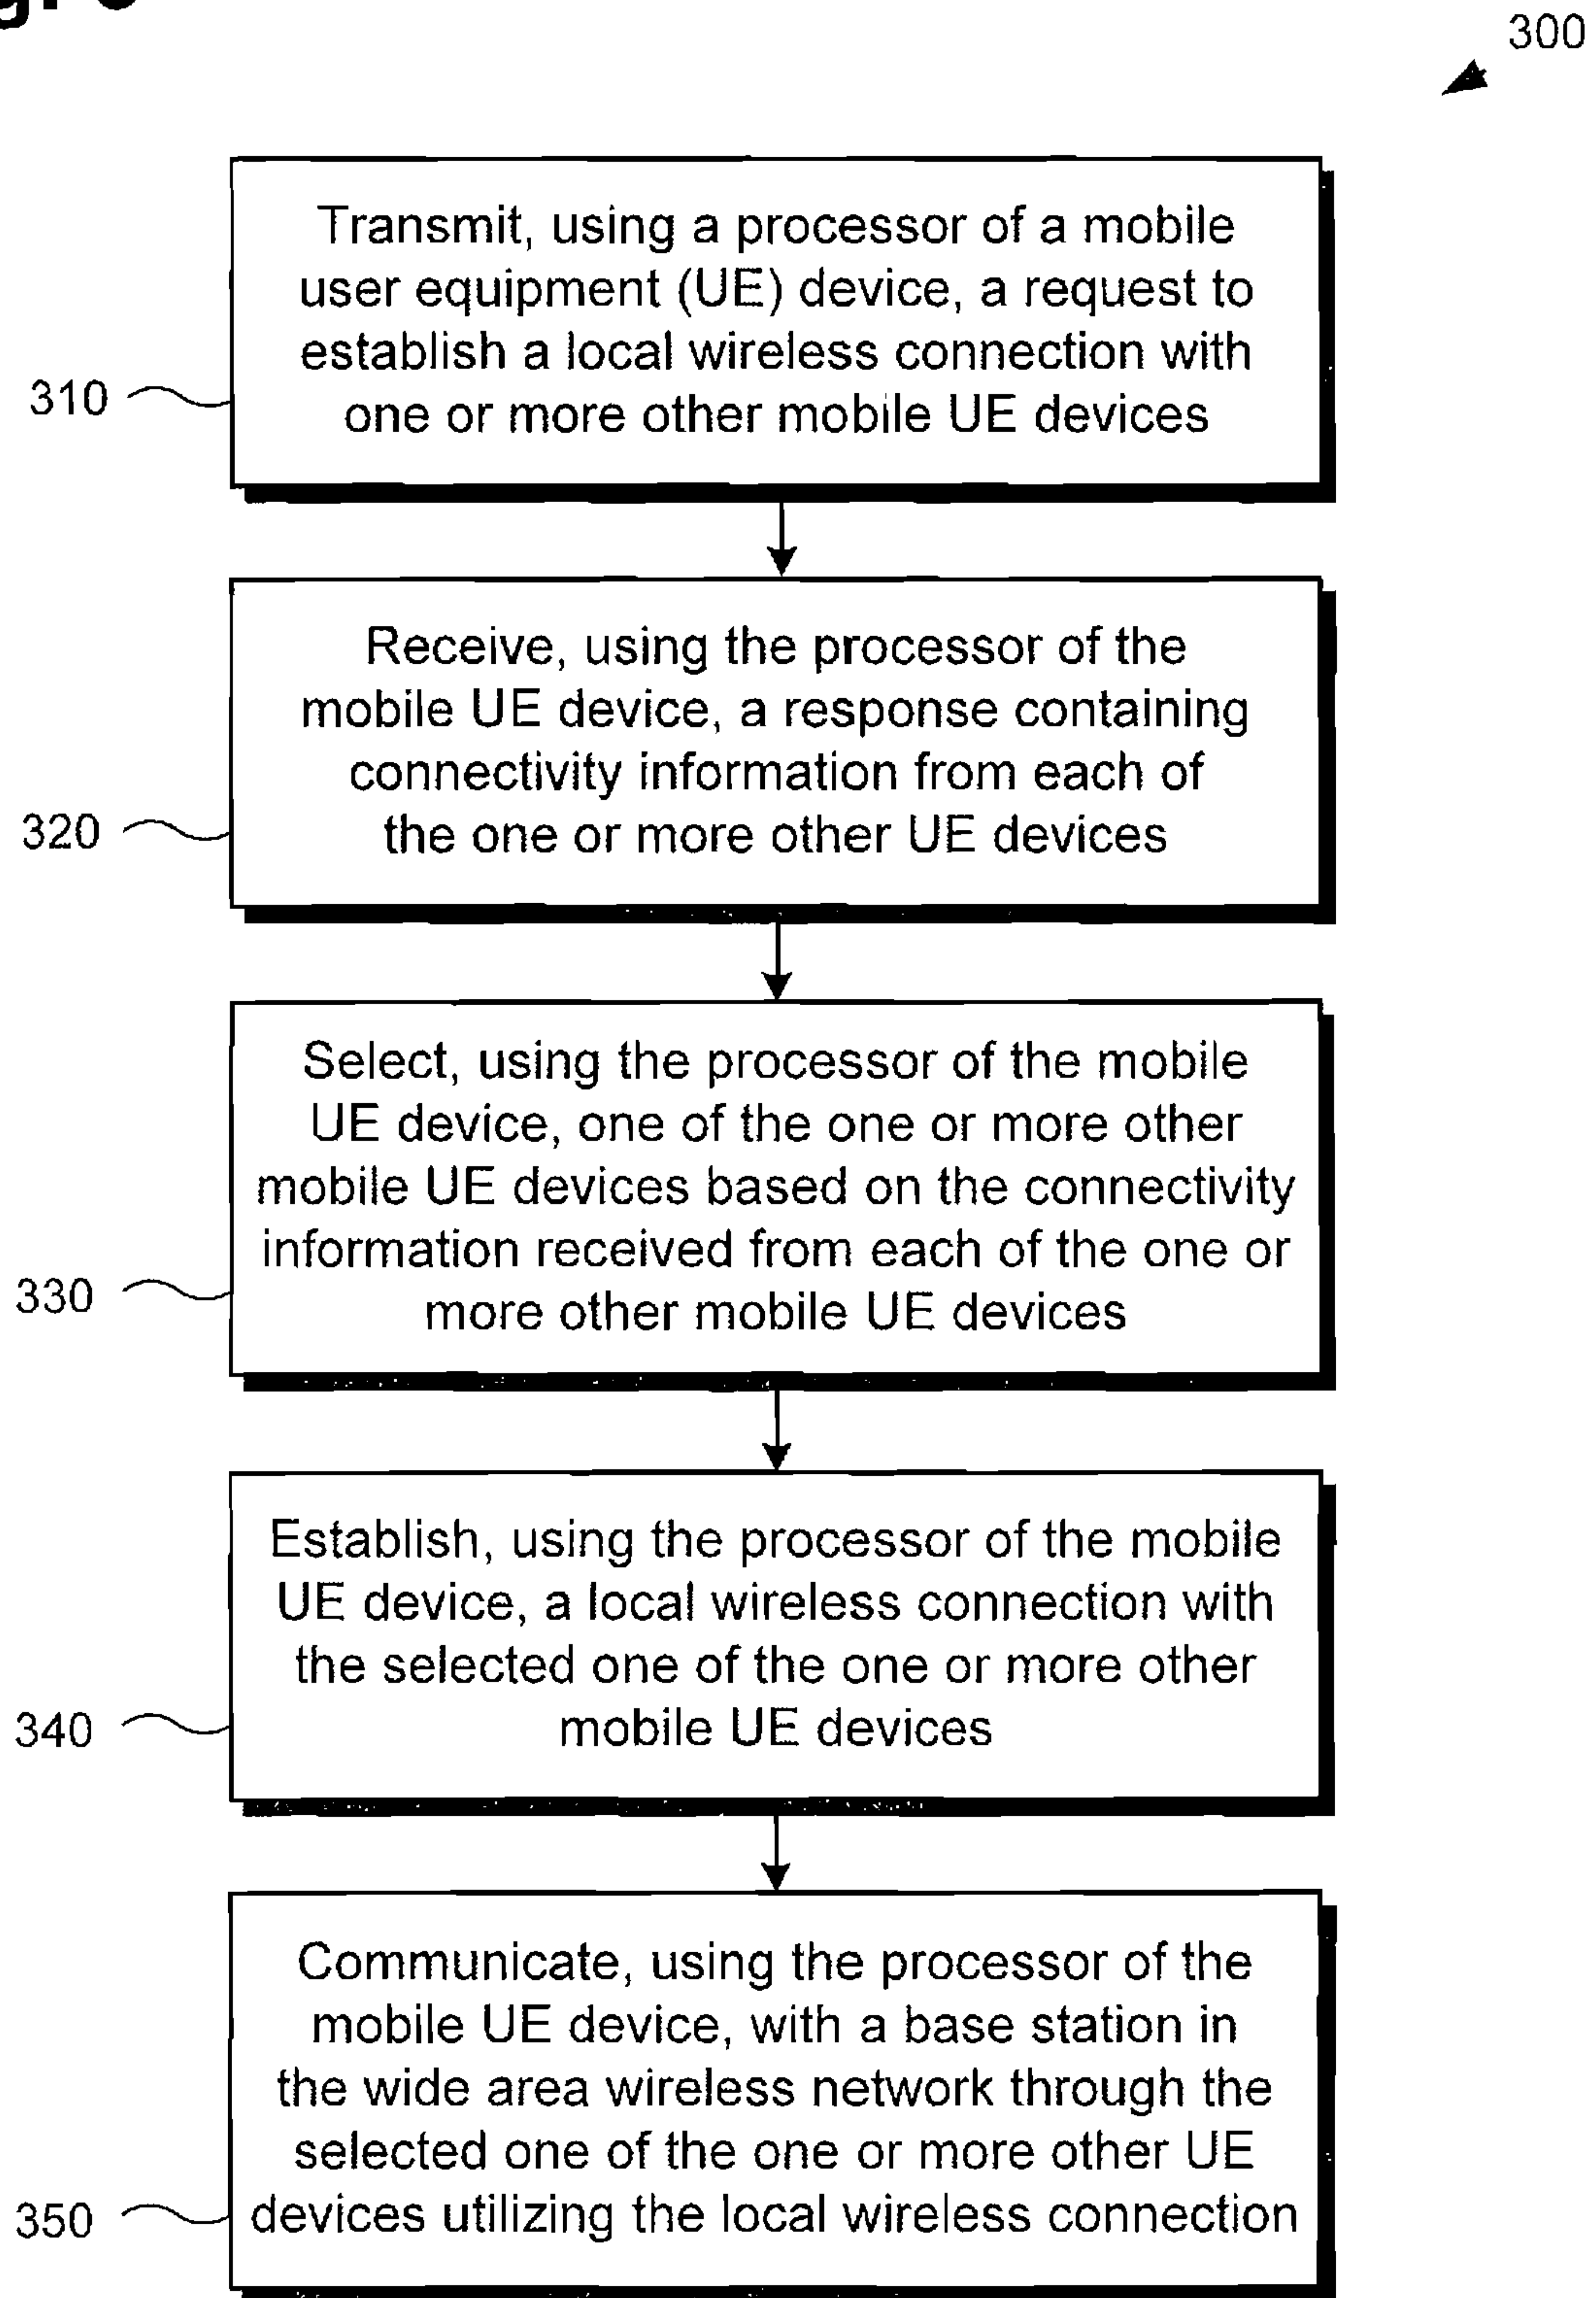 300
Transmit, using a processor of a mobile
user equipment (UE) device, a request to
establish a local wireless connection with
one or more other mobile UE devices
310
Receive, using the processor of the
mobile UE device, a response containing
connectivity information from each of
the one or more other UE devices
320
Select, using the processor of the mobile
UE device, one of the one or more other
mobile UE devices based on the connectivity
information received from each of the one or
more other mobile UE devices
330
Establish, using the processor of the mobile
UE device, a local wireless connection with
the selected one of the one or more other
mobile UE devices
340
Communicate, using the processor of the
mobile UE device, with a base station in
the wide area wireless network through the
selected one of the one or more other UE
devices utilizing the local wireless connection
350